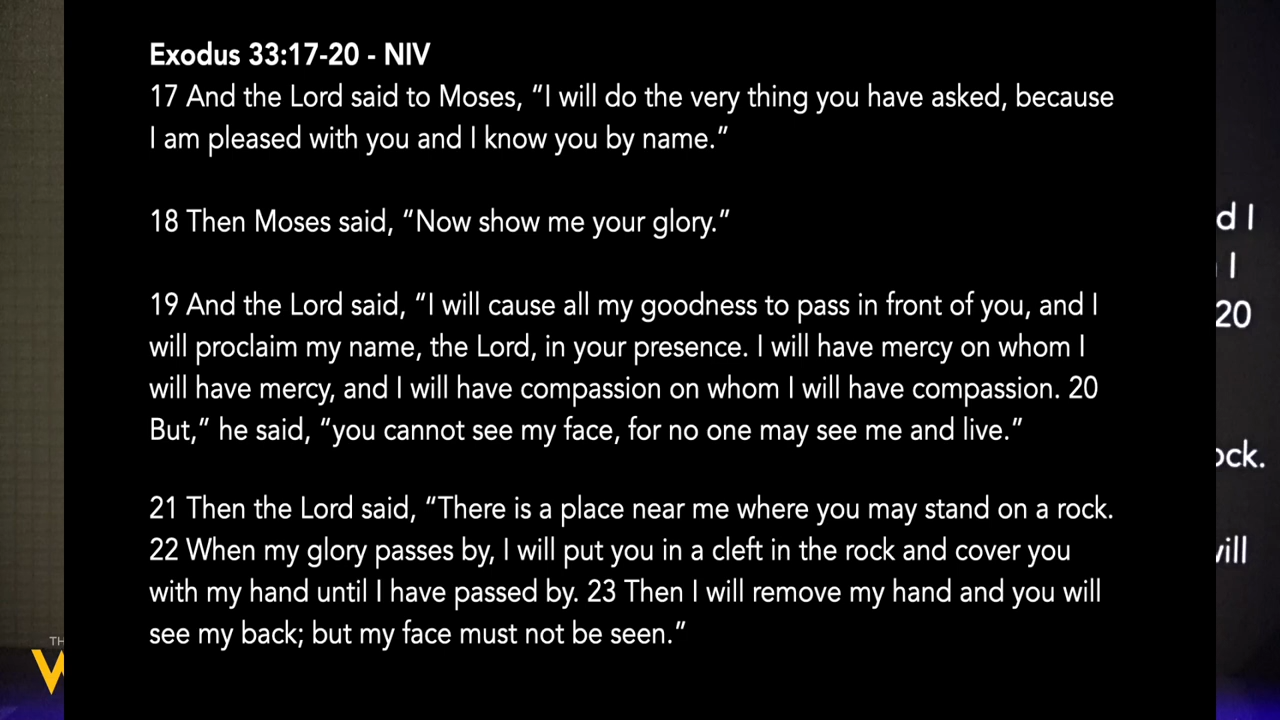 Exodus 33:17-20 - NIV
17 And the Lord said to Moses, “I will do the very thing you have asked, because
I am pleased with you and I know you by name.”
18 Then Moses said, “Now show me your glory.”
19 And the Lord said, “I will cause all my goodness to pass in front of you, and I
will proclaim my name, the Lord, in your presence. I will have mercy on whom I
will have mercy, and I will have compassion on whom I will have compassion. 20
But,” he said, “you cannot see my face, for no one may see me and live.”
21 Then the Lord said, “There is a place near me where you may stand on a rock.
22 When my glory passes by, I will put you in a cleft in the rock and cover you
with my hand until I have passed by. 23 Then I will remove my hand and you will
see my back; but my face must not be seen.”
d I
I
20
ock.
will
TH
W